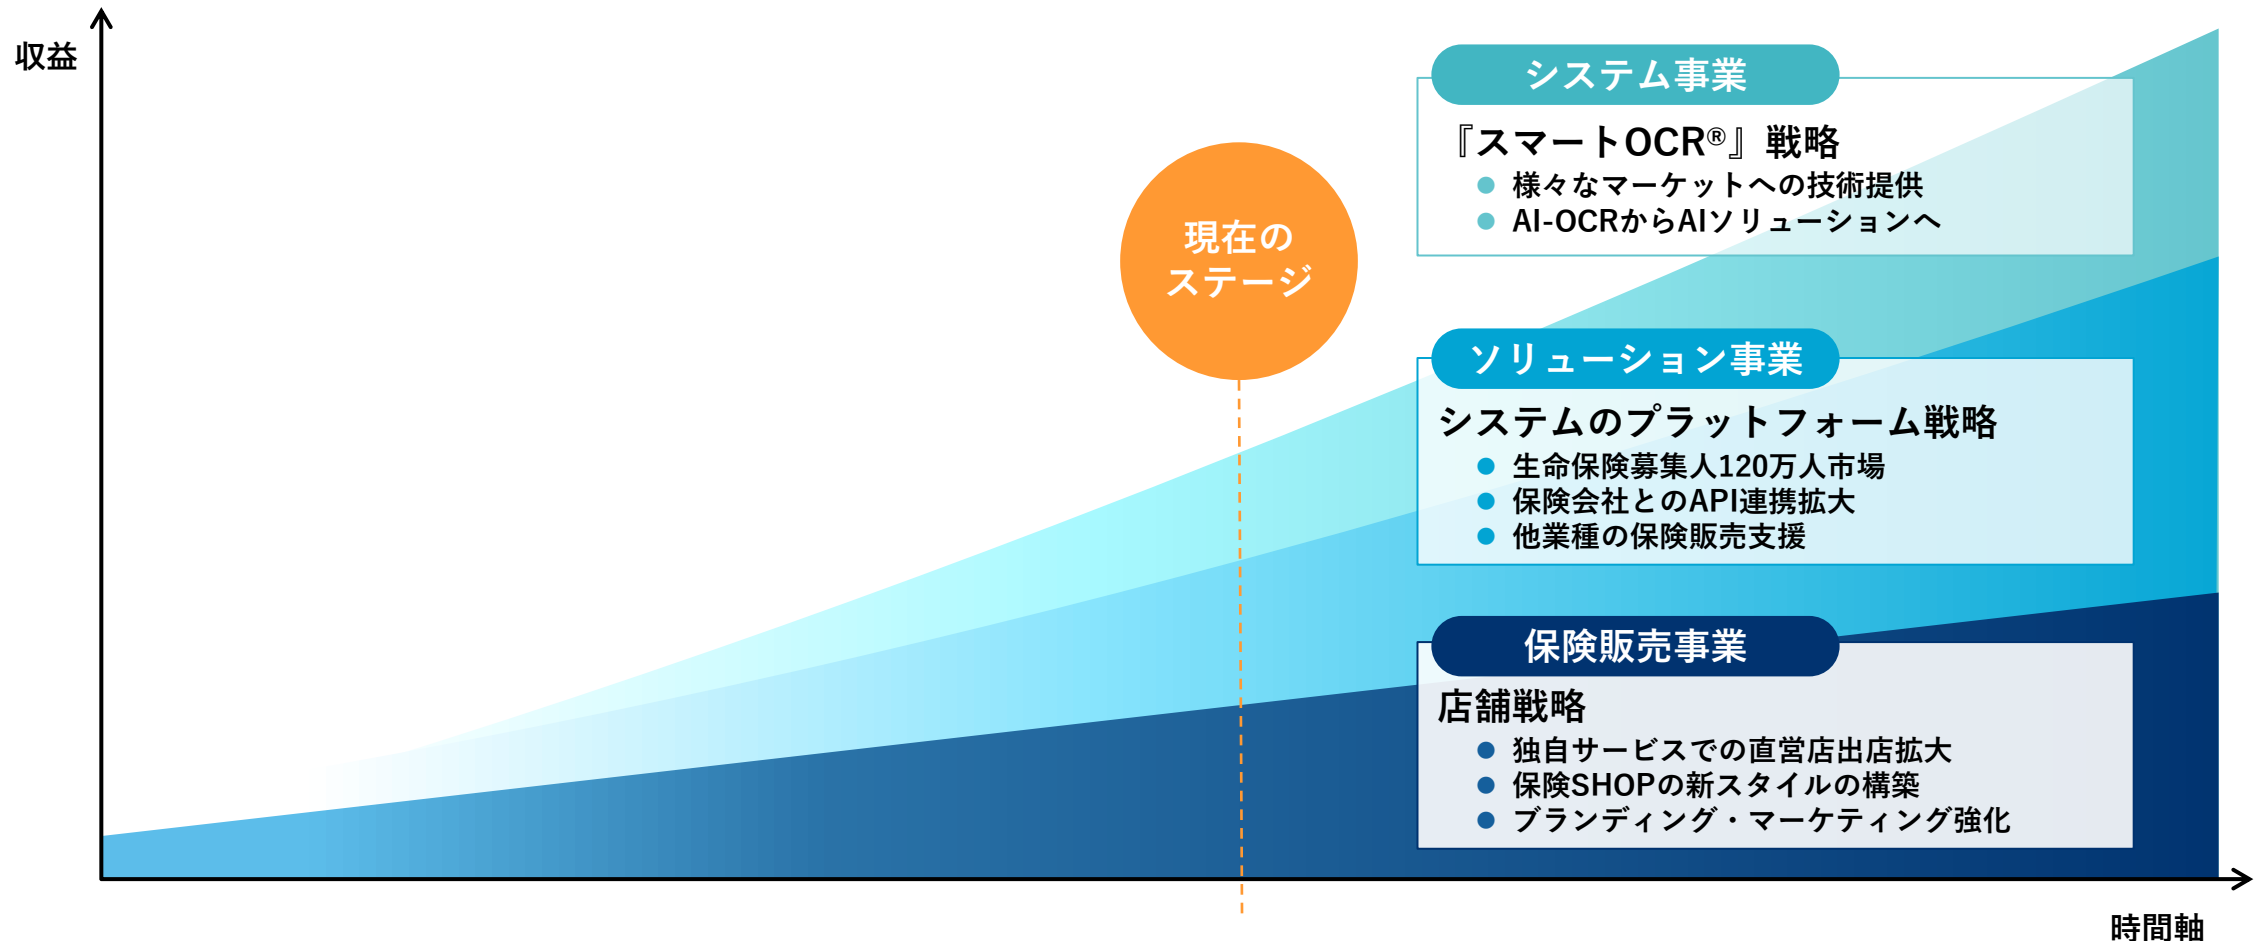 収益
現在の
ステージ
システム事業
『スマートOCR®』戦略
● 様々なマーケットへの技術提供
● AI-OCRからAIソリューションへ
ソリューション事業
システムのプラットフォーム戦略
● 生命保険募集人120万人市場
● 保険会社とのAPI連携拡大
● 他業種の保険販売支援
保険販売事業
店舗戦略
● 独自サービスでの直営店出店拡大
● 保険SHOPの新スタイルの構築
● ブランディング・マーケティング強化
時間軸